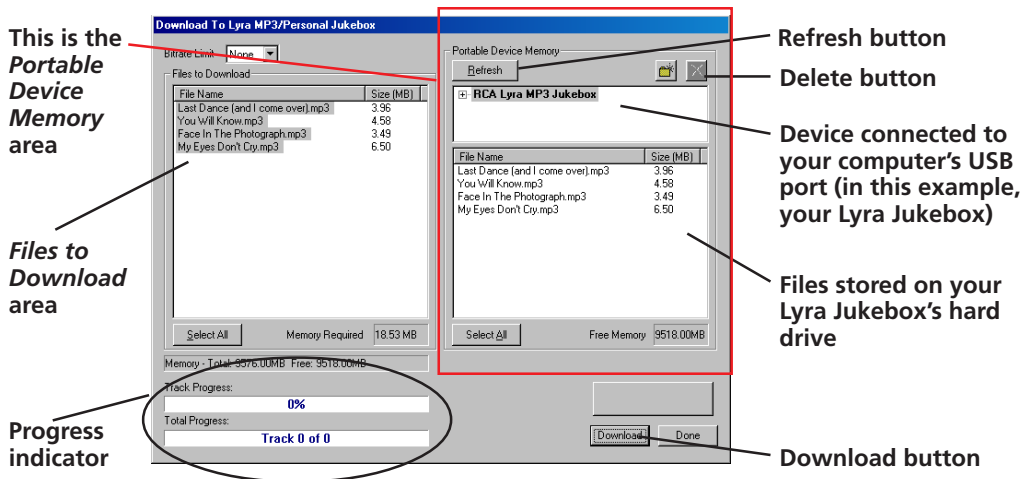 This is the
Portable
Device
Memory
area
Files to
Download
area
Progress
indicator
Download To Lyra MP3/Personal Jukebox
Bitrate Limit None
Files to Download
File Name Size (MB)
Last Dance (and I come over).mp3 3.96
You Will Know.mp3 4.58
Face In The Photograph.mp3 3.49
My Eyes Don't Cry.mp3 6.50
Select All Memory Required 18.53 MB
Memory - Total: 9576.00MB Free: 9518.00MB
Track Progress:
0%
Total Progress:
Track 0 of 0
Portable Device Memory
Refresh
RCA Lyra MP3 Jukebox
File Name Size (MB)
Last Dance (and I come over).mp3 3.96
You Will Know.mp3 4.58
Face In The Photograph.mp3 3.49
My Eyes Don't Cry.mp3 6.50
Select All Free Memory 9518.00MB
Download Done
Refresh button
Delete button
Device connected to
your computer's USB
port (in this example,
your Lyra Jukebox)
Files stored on your
Lyra Jukebox's hard
drive
Download button